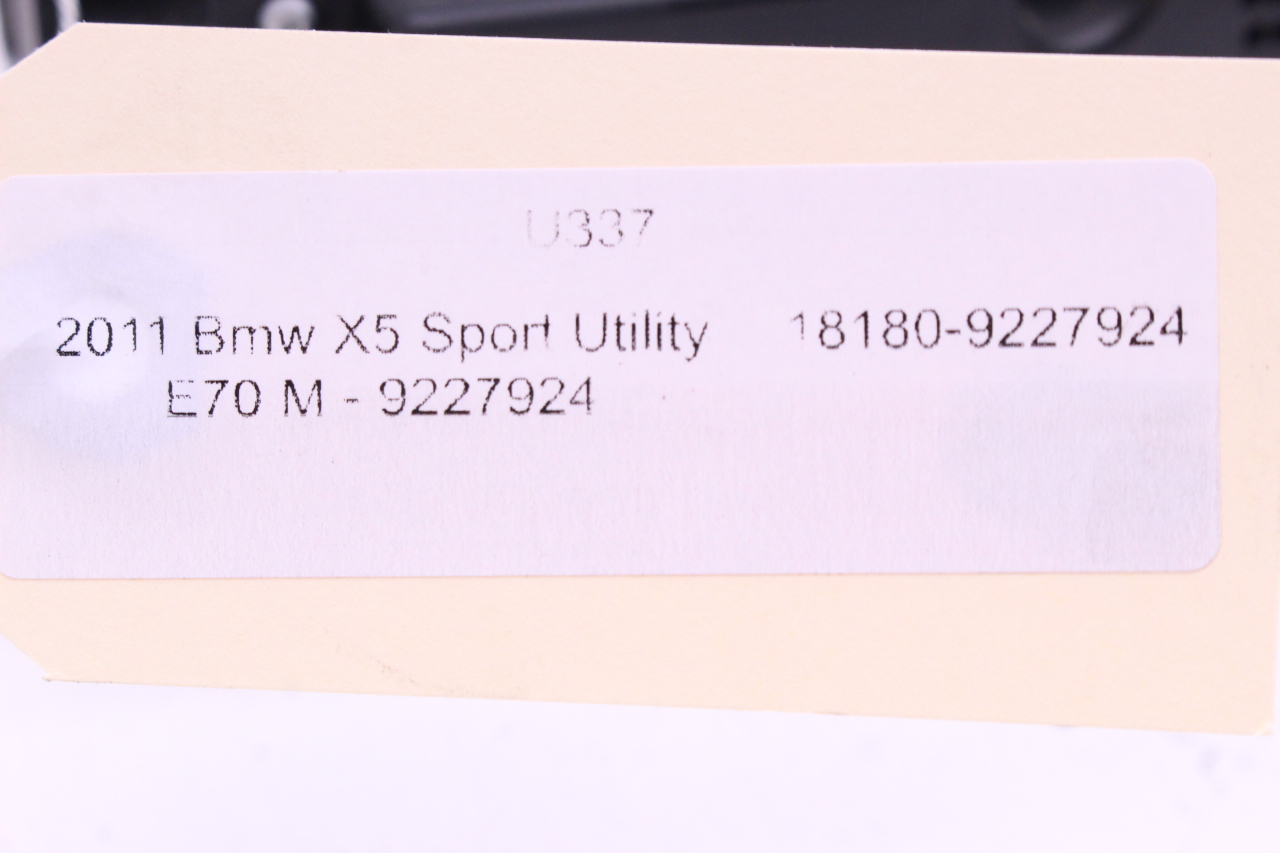 U337
2011 Bmw X5 Sport Utility 18180-9227924
E70 M - 9227924